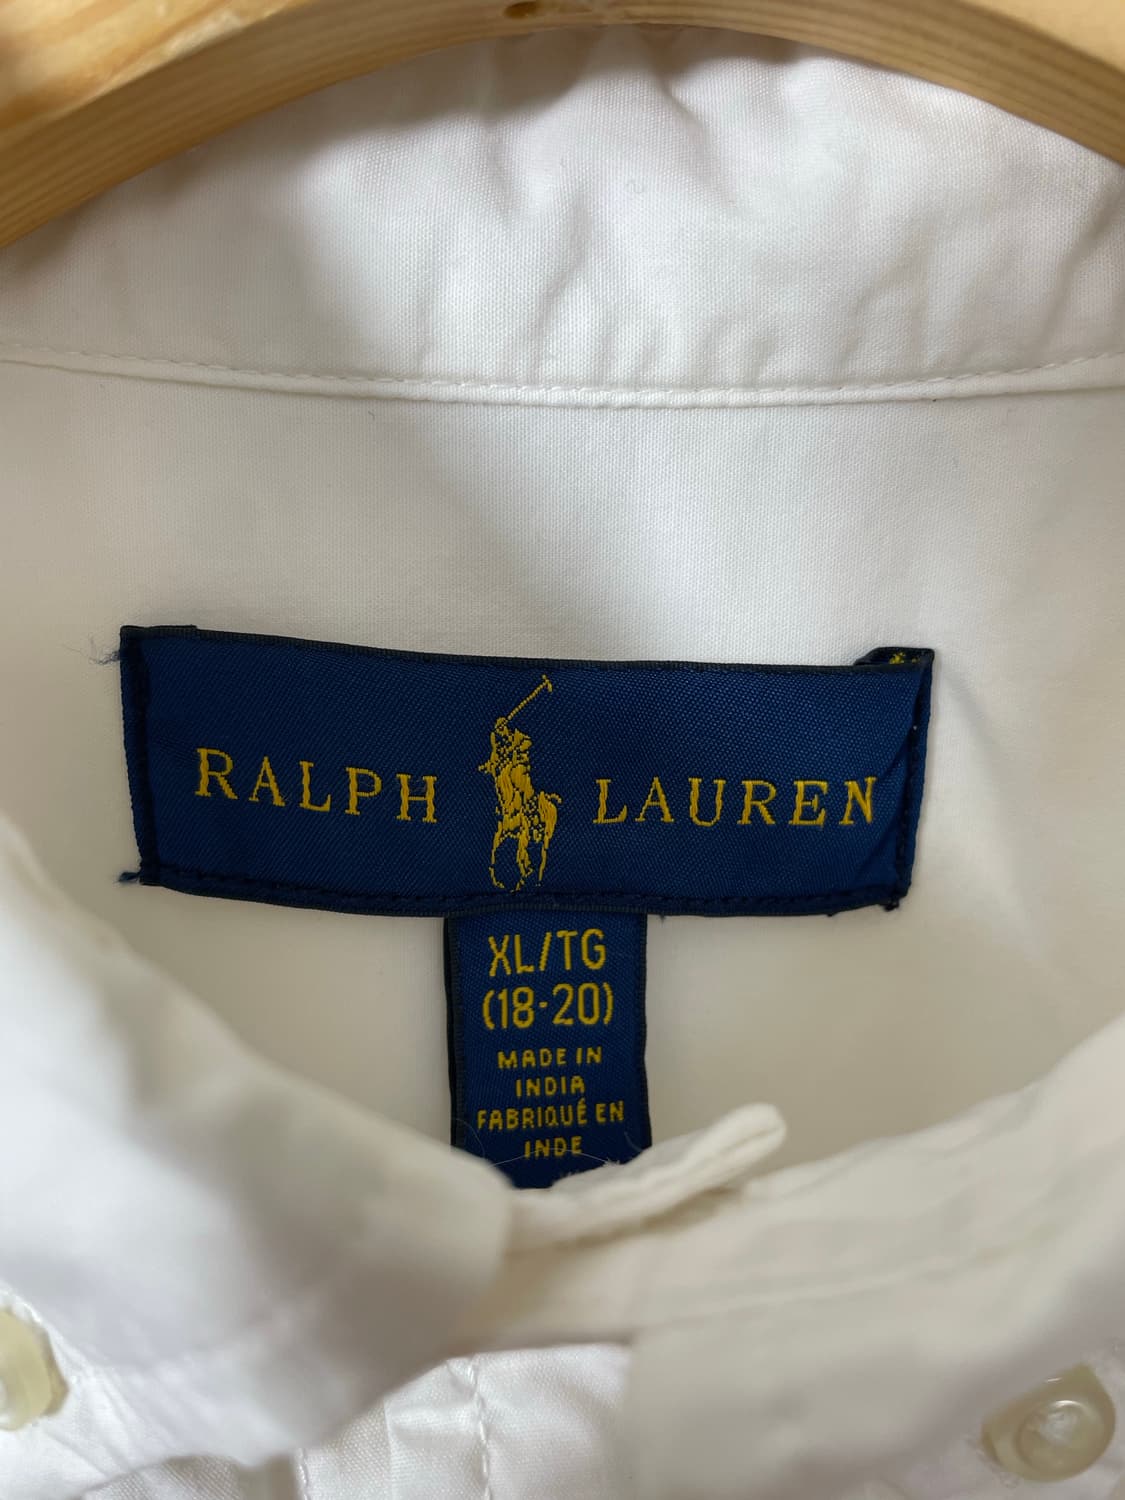 RALPH LAUREN
XL/TG
(18-20)
MADE IN
INDIA
FABRIQUÉ EN
INDE